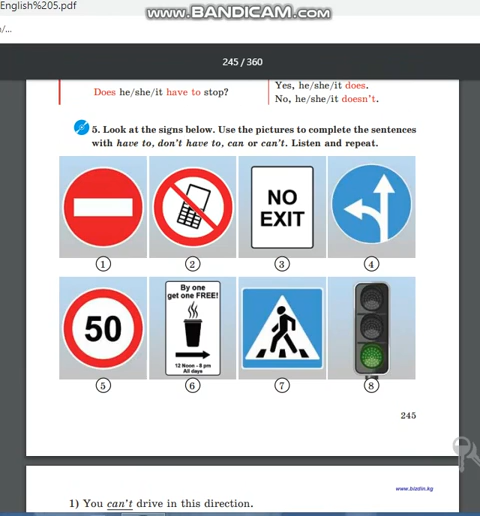 English%205.pdf
www.BANDICAM.com
/...
245 / 360
Does he/she/it have to stop?
Yes, he/she/it does.
No, he/she/it doesn't.
5. Look at the signs below. Use the pictures to complete the sentences
with have to, don't have to, can or can't. Listen and repeat.
NO
EXIT
1
2
3
4
50
By one
get one FREE!
12 Noon - 8 pm
All days
5
6
7
8
245
www.bizdin.kg
1) You can't drive in this direction.